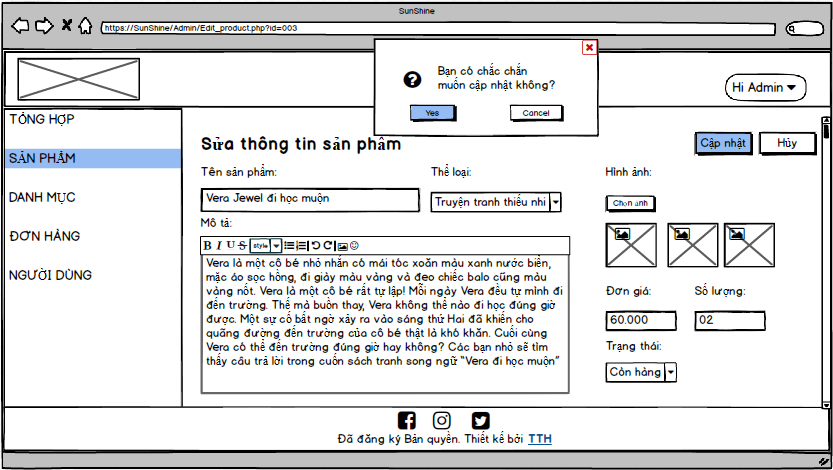 SunShine
https://SunShine/Admin/Edit_product.php?id=003
Bạn có chắc chắn
muốn cập nhật không?
Yes
Cancel
Hi Admin
TỔNG HỢP
SẢN PHẨM
DANH MỤC
ĐƠN HÀNG
NGƯỜI DÙNG
Sửa thông tin sản phẩm
Cập nhật
Hủy
Tên sản phẩm:
Thể loại:
Hình ảnh:
Vera Jewel đi học muộn
Truyện tranh thiếu nhi
Chọn ảnh
Mô tả:
B I U S style
Vera là một cô bé nhỏ nhắn có mái tóc xoăn màu xanh nước biển,
mặc áo sọc hồng, đi giày màu vàng và đeo chiếc balo cũng màu
vàng nốt. Vera là một cô bé rất tự lập! Mỗi ngày Vera đều tự mình đi
đến trường. Thế mà buồn thay, Vera không thể nào đi học đúng giờ
được. Một sự cố bất ngờ xảy ra vào sáng thứ Hai đã khiến cho
quãng đường đến trường của cô bé thật là khó khăn. Cuối cùng
Vera có thể đến trường đúng giờ hay không? Các bạn nhỏ sẽ tìm
thấy câu trả lời trong cuốn sách tranh song ngữ "Vera đi học muộn"
Đơn giá:
Số lượng:
60.000
02
Trạng thái:
Còn hàng
Đã đăng ký Bản quyền. Thiết kế bởi TTH